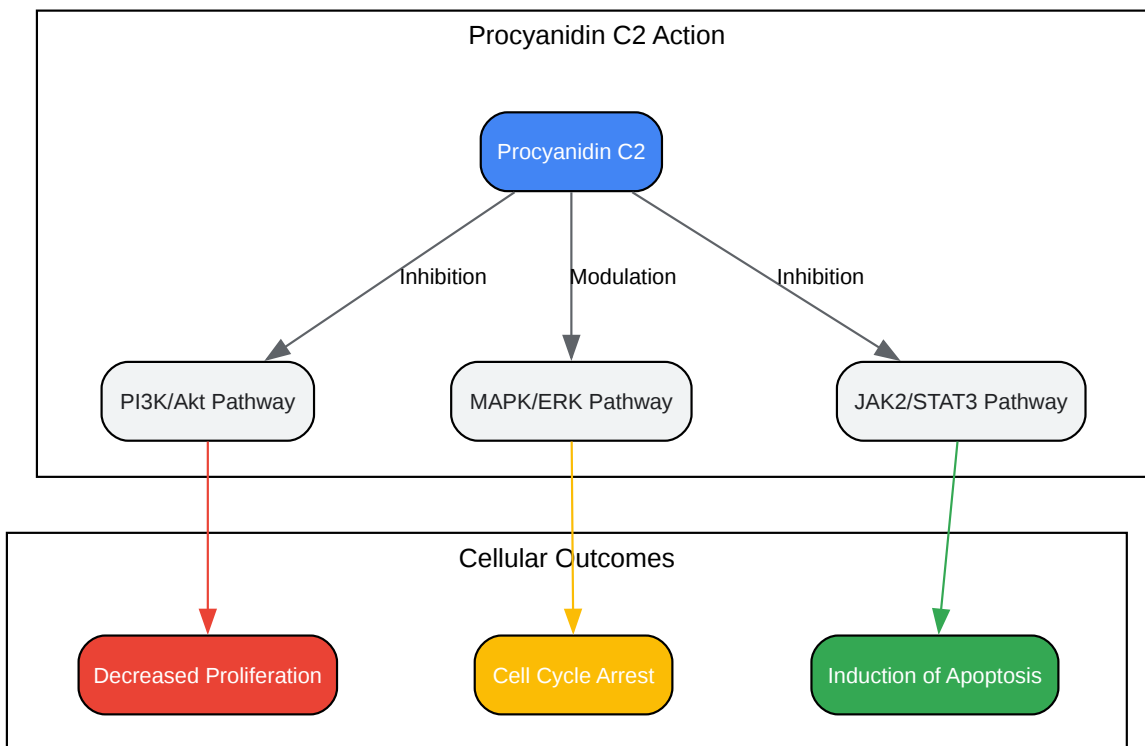 Procyanidin C2 Action
Procyanidin C2
Inhibition
Modulation
Inhibition
PI3K/Akt Pathway
MAPK/ERK Pathway
JAK2/STAT3 Pathway
Cellular Outcomes
Decreased Proliferation
Cell Cycle Arrest
Induction of Apoptosis